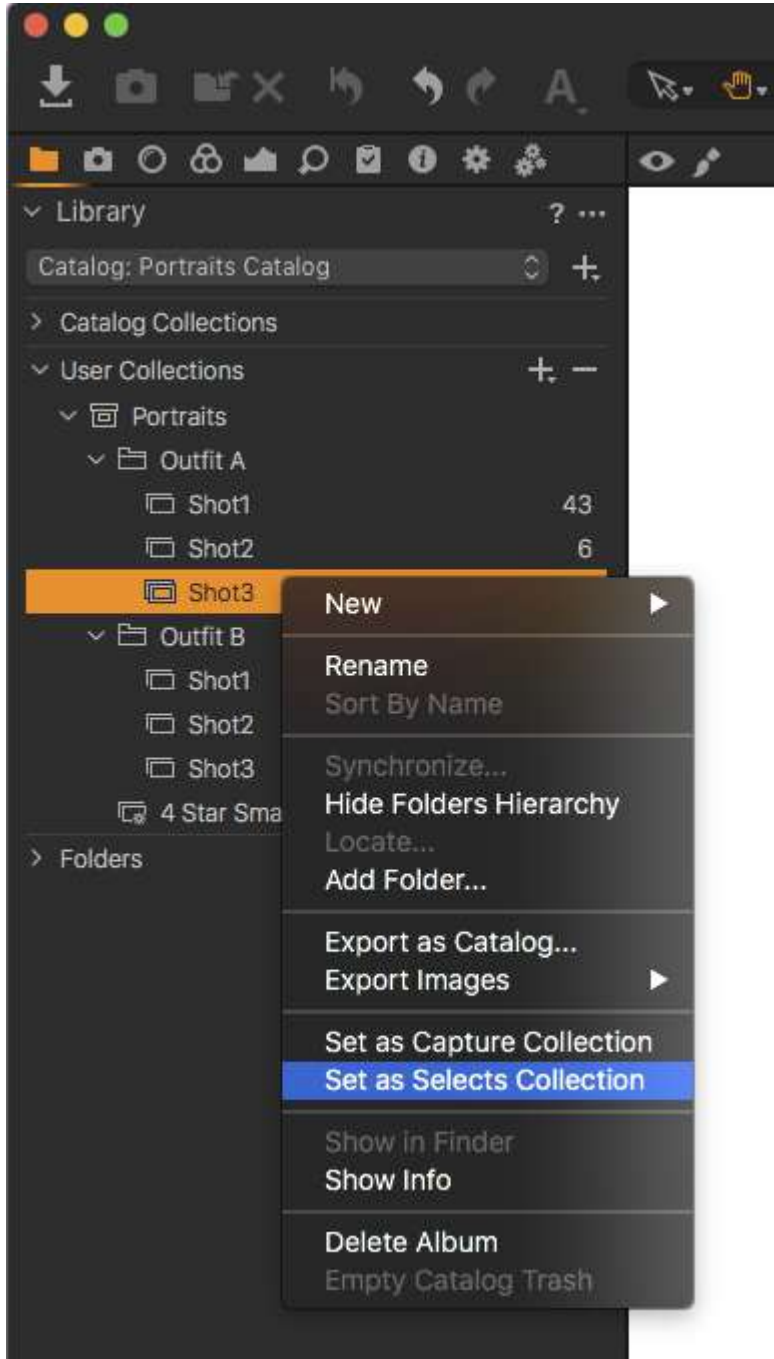 A
Library ? ...
Catalog: Portraits Catalog
Catalog Collections
User Collections
Portraits
Outfit A
Shot1 43
Shot2 6
Shot3
Outfit B
Shot1
Shot2
Shot3
4 Star Sma
Folders
New
Rename
Sort By Name
Synchronize...
Hide Folders Hierarchy
Locate...
Add Folder...
Export as Catalog...
Export Images
Set as Capture Collection
Set as Selects Collection
Show in Finder
Show Info
Delete Album
Empty Catalog Trash